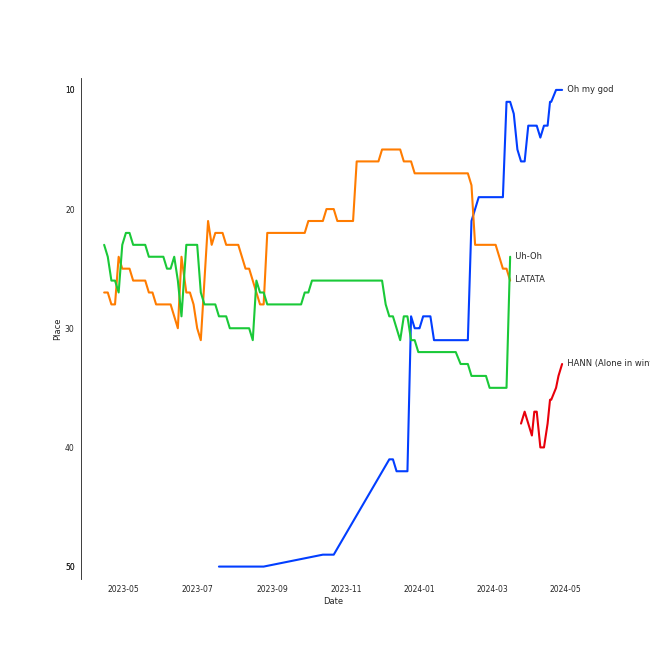 10
Oh my god
20
Uh-Oh
LATATA
30
Place
HANN (Alone in win
40
50
2023-05
2023-07
2023-09
2023-11
2024-01
2024-03
2024-05
Date